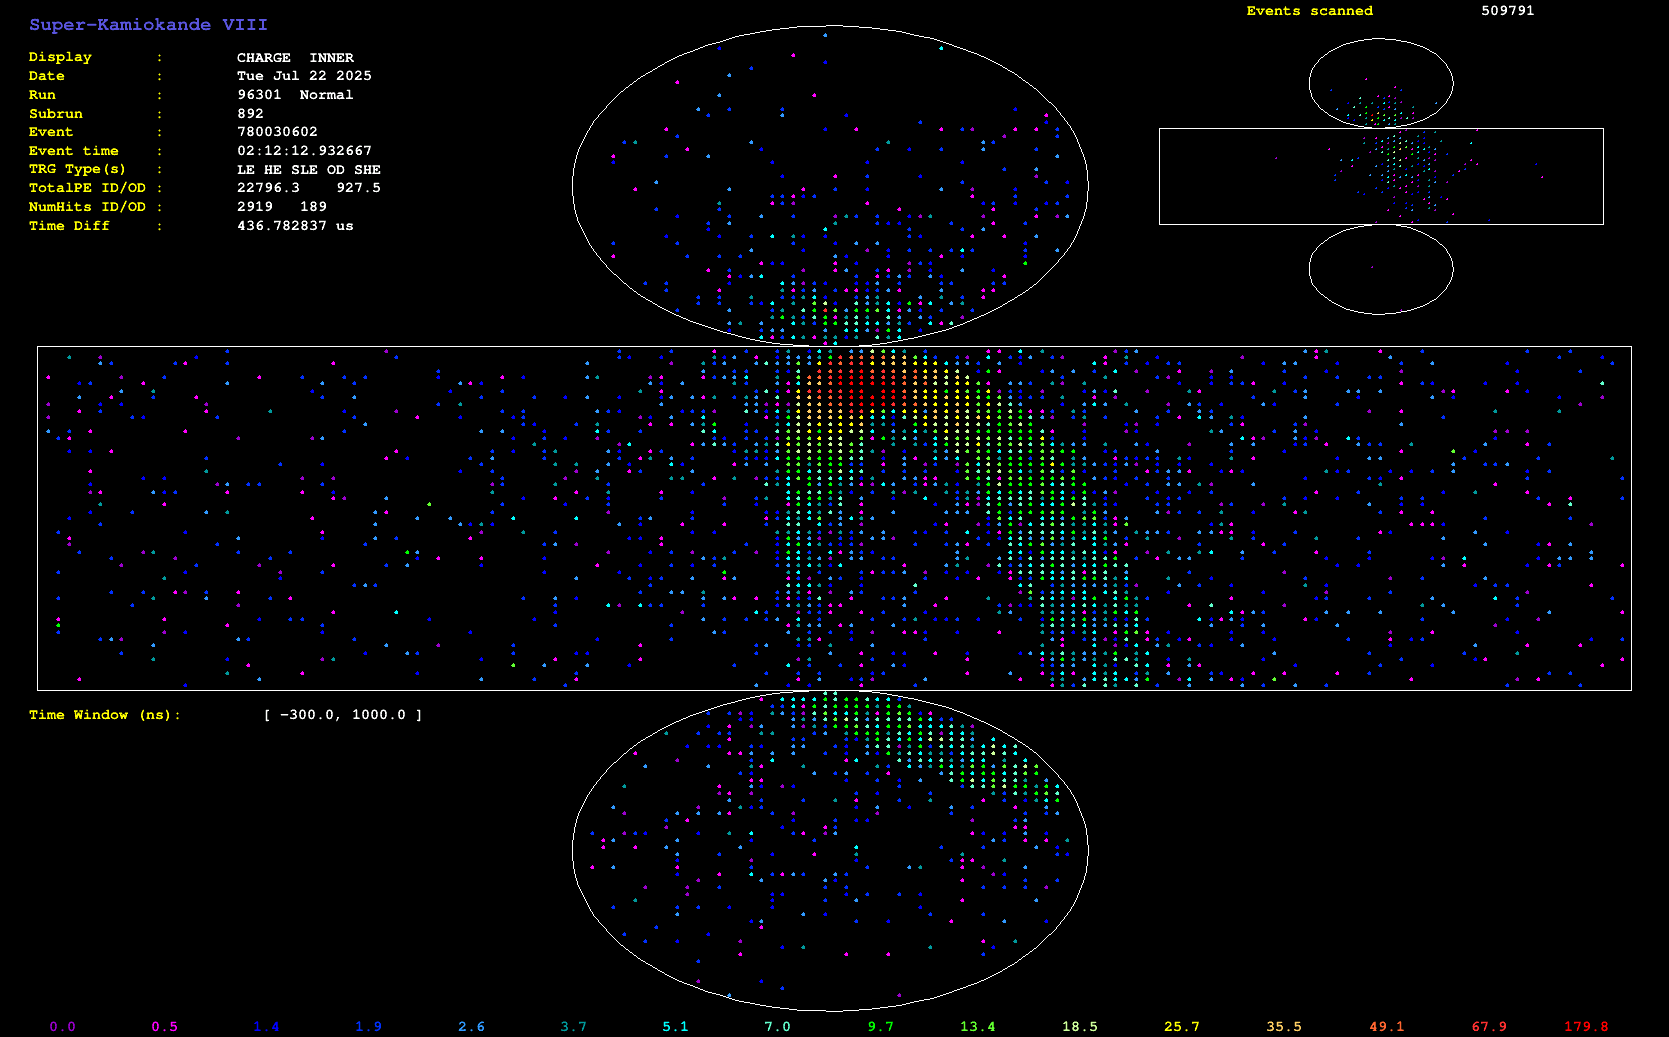 Super-Kamiokande VIII
Events scanned 509791
Display : CHARGE INNER
Date : Tue Jul 22 2025
Run : 96301 Normal
Subrun : 892
Event : 780030602
Event time : 02:12:12.932667
TRG Type(s) : LE HE SLE OD SHE
TotalPE ID/OD : 22796.3 927.5
NumHits ID/OD : 2919 189
Time Diff : 436.782837 us
Time Window (ns): [ -300.0, 1000.0 ]
0.0 0.5 1.4 1.9 2.6 3.7 5.1 7.0 9.7 13.4 18.5 25.7 35.5 49.1 67.9 179.8